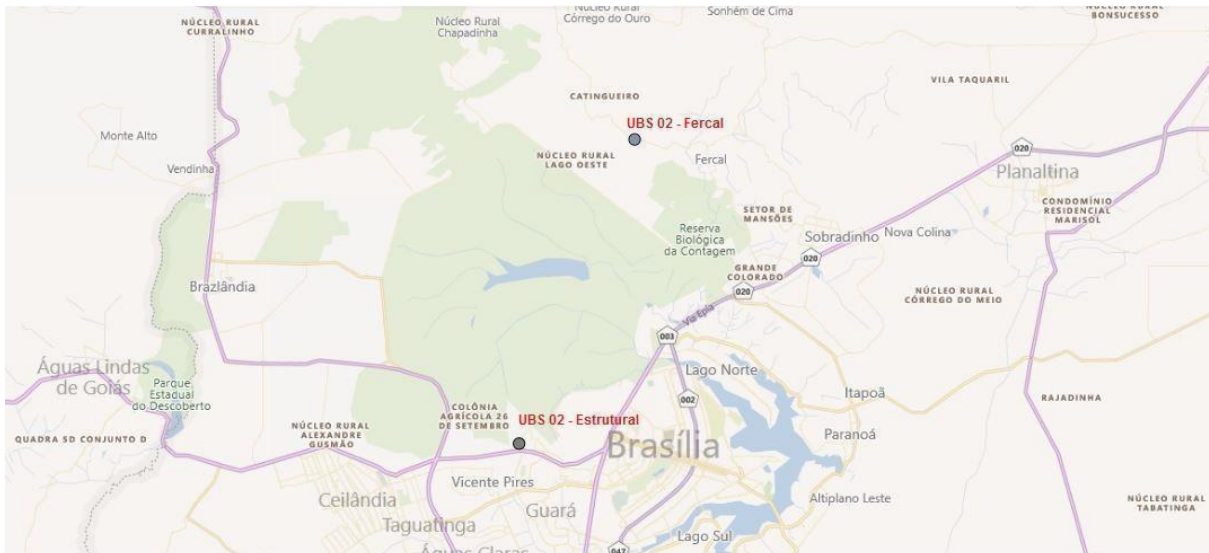 NÚCLEO RURAL
CURRALINHO
Núcleo Rural
Chapadinha
Núcleo Rural
Córrego do Ouro
Sonhém de Cima
NÚCLEO RURAL
BONSUCESSO
VILA TAQUARIL
CATINGUEIRO
UBS 02 - Fercal
Monte Alto
Vendinha
NÚCLEO RURAL
LAGO OESTE
Fercal
020
020
Planaltina
CONDOMÍNIO
RESIDENCIAL
MARISOL
SETOR DE
MANSÕES
Reserva
Biológica
da Contagem
Sobradinho
Nova Colina
020
GRANDE
COLORADO
020
Brazlândia
NÚCLEO RURAL
CÓRREGO DO MEIO
Via Epia
003
Águas Lindas
de Goiás
Parque
Estadual
do Descoberto
Lago Norte
002
Itapoã
RAJADINHA
COLÔNIA
AGRÍCOLA 26
DE SETEMBRO
UBS 02 - Estrutural
NÚCLEO RURAL
ALEXANDRE
GUSMÃO
QUADRA 5D CONJUNTO D
Brasília
Paranoá
Vicente Pires
Ceilândia
Taguatinga
Guará
Altiplano Leste
NÚCLEO RURAL
TABATINGA
Lago Sul
Águas Claras
047